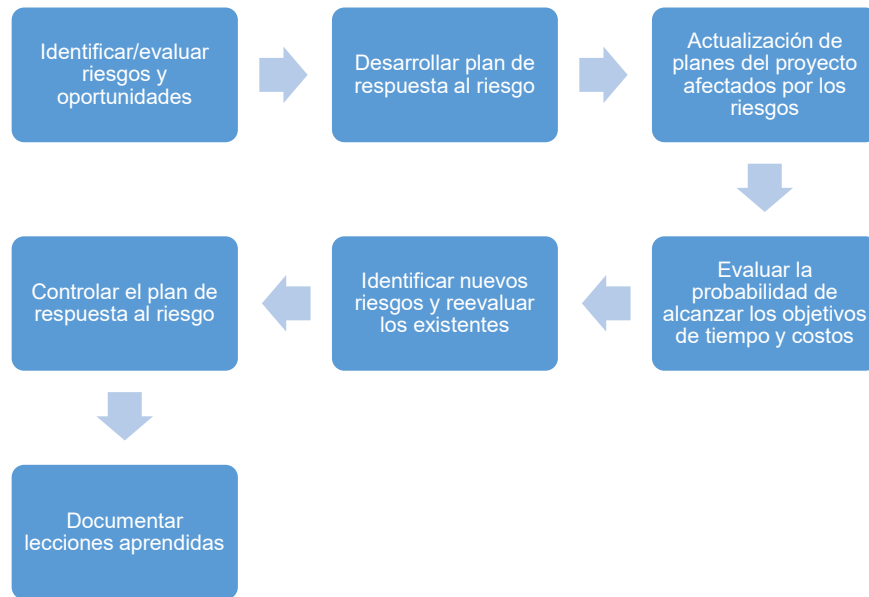 Identificar/evaluar
riesgos y
oportunidades
Desarrollar plan de
respuesta al riesgo
Actualización de
planes del proyecto
afectados por los
riesgos
Evaluar la
probabilidad de
alcanzar los objetivos
de tiempo y costos
Identificar nuevos
riesgos y reevaluar
los existentes
Controlar el plan de
respuesta al riesgo
Documentar
lecciones aprendidas